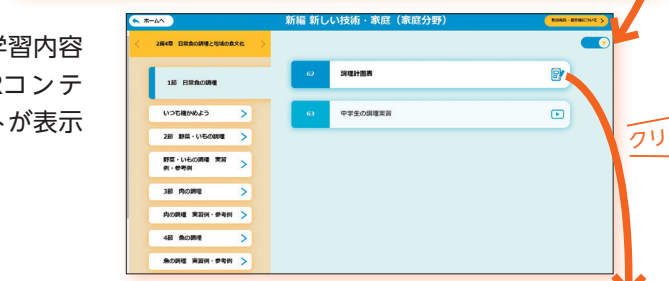 学習内容
Rコンテ
トが表示
ホームへ
新編 新しい技術・家庭（家庭分野）
2編4章 日常食の調理と地域の食文化
1節 日常食の調理
いつも確かめよう
2節 野菜・いもの調理
野菜・いもの調理 実習
例・参考例
3節 肉の調理
肉の調理 実習例・参考例
4節 魚の調理
魚の調理 実習例・参考例
62 調理計画表
63 中学生の調理実習
クリ